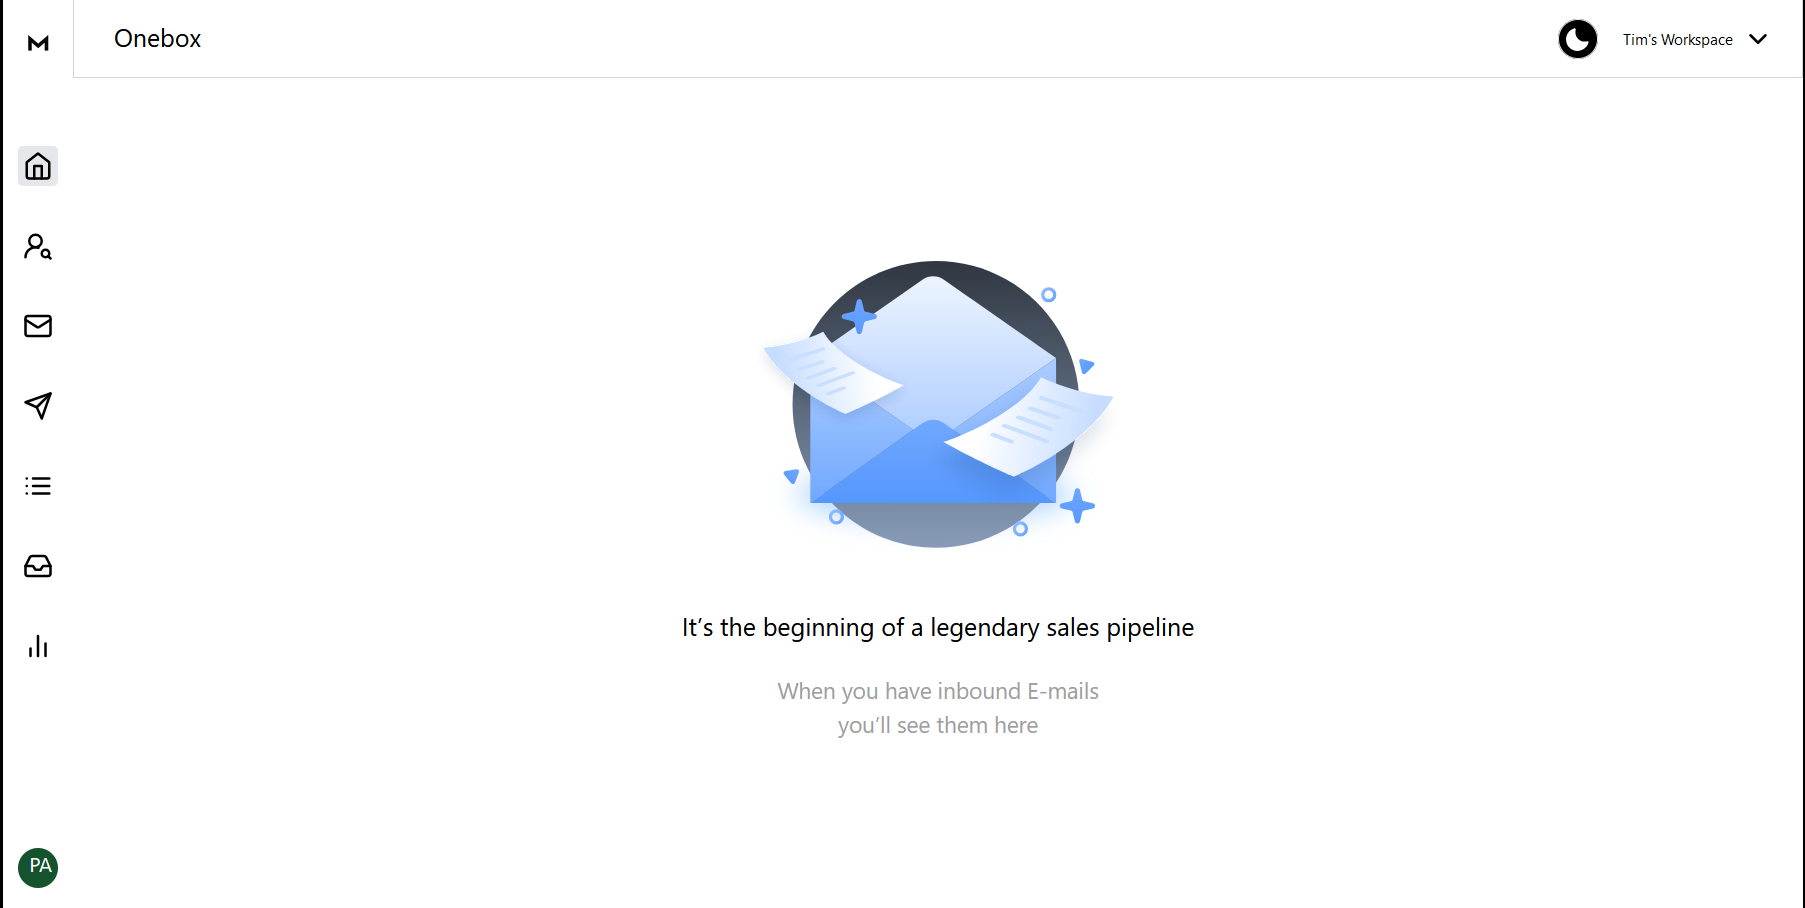 M
Onebox
Tim's Workspace
It’s the beginning of a legendary sales pipeline
When you have inbound E-mails
you’ll see them here
PA